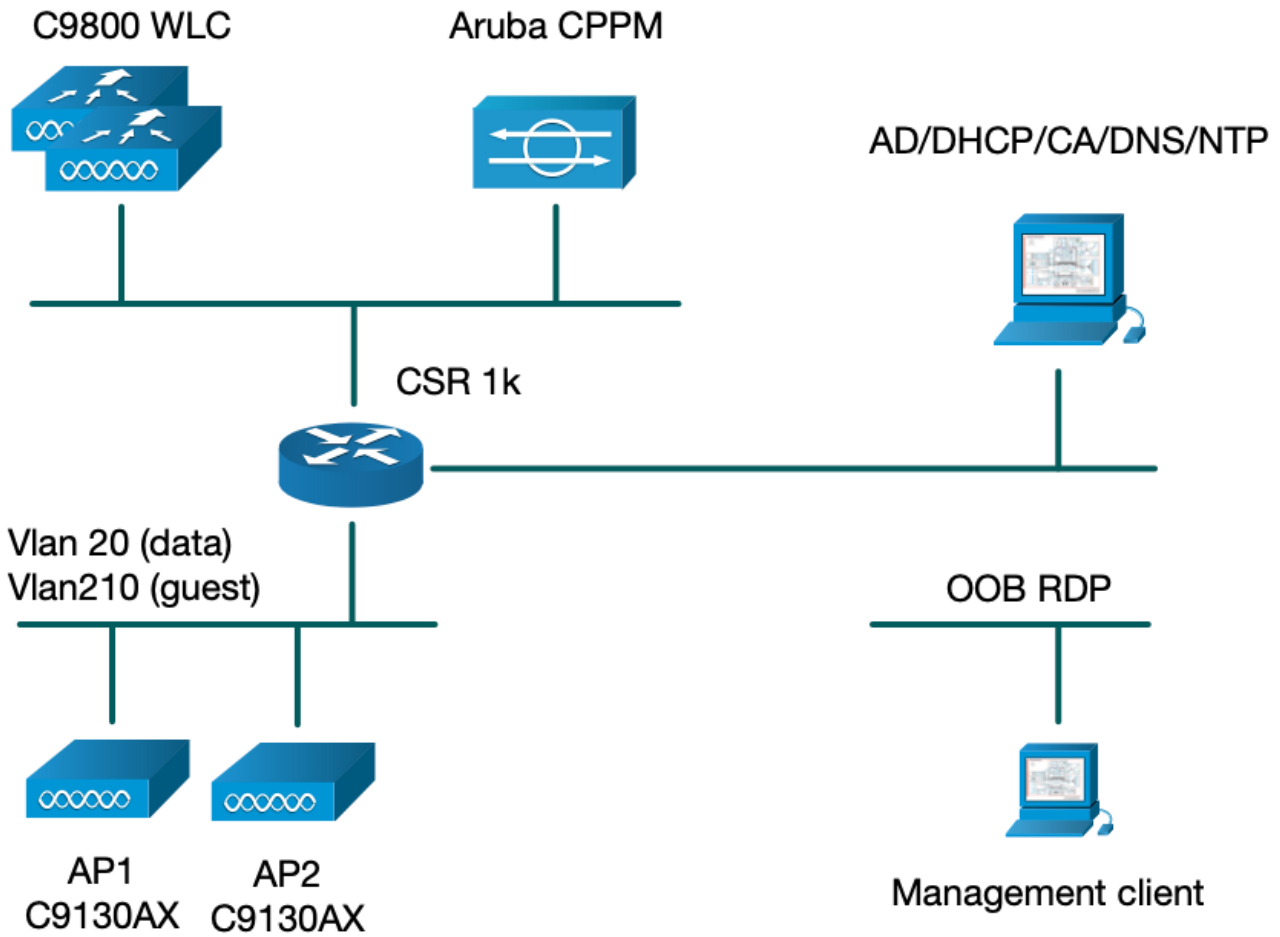 C9800 WLC
Aruba CPPM
AD/DHCP/CA/DNS/NTP
CSR 1k
Vlan 20 (data)
Vlan210 (guest)
OOB RDP
AP1
C9130AX
AP2
C9130AX
Management client